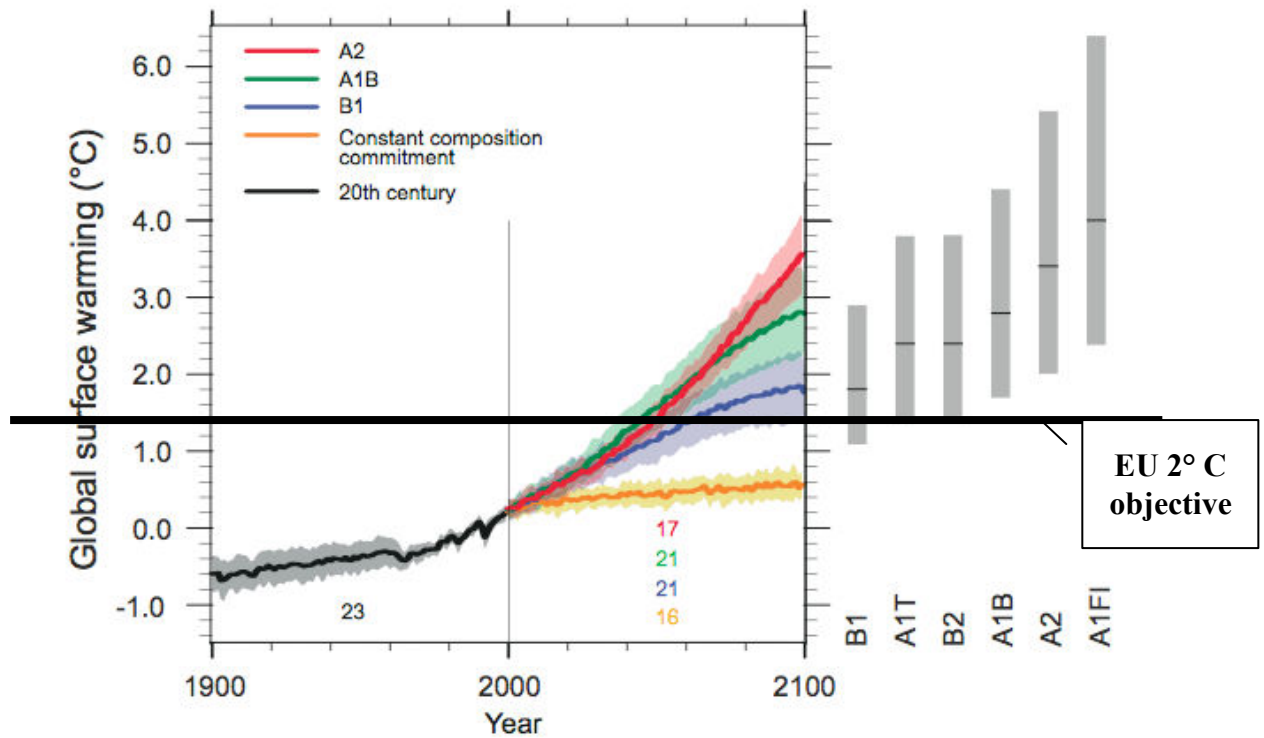 Global surface warming (°C)
6.0
5.0
4.0
3.0
2.0
1.0
0.0
-1.0
A2
A1B
B1
Constant composition
commitment
20th century
17
21
21
16
23
1900
2000
2100
Year
B1
A1T
B2
A1B
A2
A1FI
EU 2° C
objective